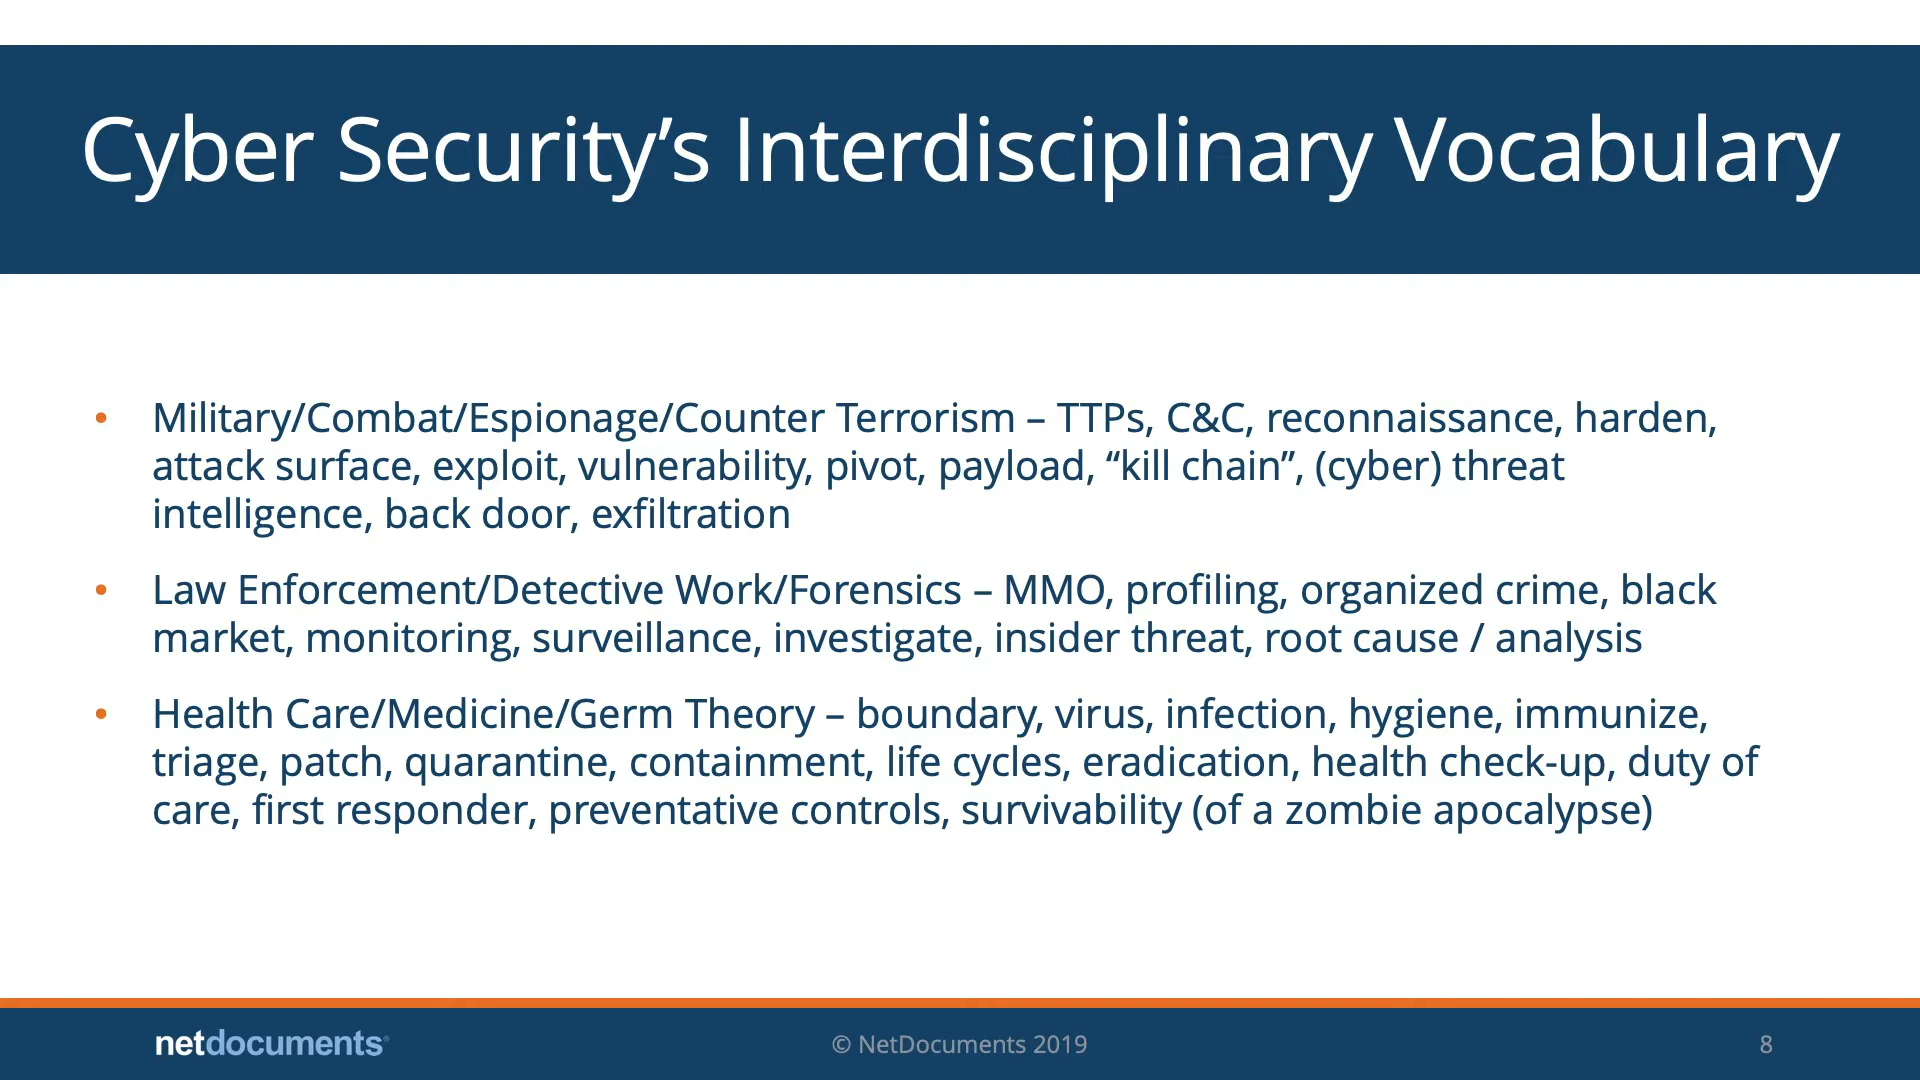 Cyber Security’s Interdisciplinary Vocabulary
• Military/Combat/Espionage/Counter Terrorism – TTPs, C&C, reconnaissance, harden,
attack surface, exploit, vulnerability, pivot, payload, “kill chain”, (cyber) threat
intelligence, back door, exfiltration
• Law Enforcement/Detective Work/Forensics – MMO, profiling, organized crime, black
market, monitoring, surveillance, investigate, insider threat, root cause / analysis
• Health Care/Medicine/Germ Theory – boundary, virus, infection, hygiene, immunize,
triage, patch, quarantine, containment, life cycles, eradication, health check-up, duty of
care, first responder, preventative controls, survivability (of a zombie apocalypse)
netdocuments®
© NetDocuments 2019
8